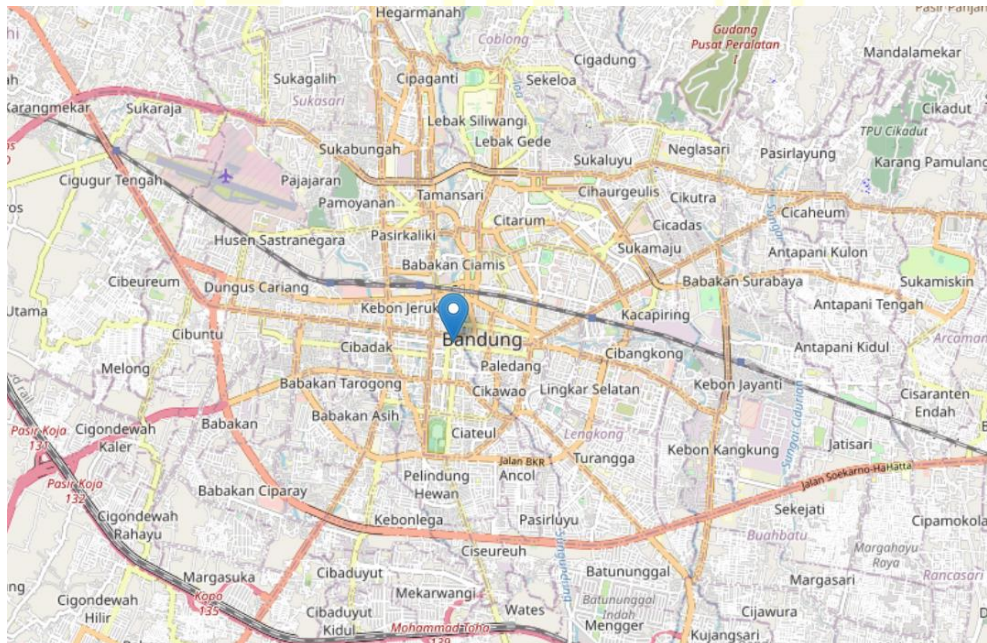 Hegarmanah
Coblong
Gudang
Pusat Peralatan
Mandalamekar
Cigadung
Sukagalih
Cipaganti
Sekeloa
Sukasari
Karangmekar
Sukaraja
Cikadut
Lebak Siliwangi
TPU Cikadut
Lebak Gede
Sukabungah
Neglasari
Pasirlayung
Sukaluyu
Karang Pamulang
Cigugur Tengah
Pajajaran
Tamansari
Cihaurgeulis
Cikutra
Pamoyanan
Citarum
Cicaheum
Cicadas
Husen Sastranegara
Pasirkaliki
Sukamaju
Antapani Kulon
Babakan Ciamis
Cibeureum
Dungus Cariang
Babakan Surabaya
Sukamiskin
Utama
Kebon Jeruk
Kacapiring
Antapani Tengah
Cibuntu
Bandung
Cibadak
Cibangkong
Antapani Kidul
Melong
Paledang
Babakan Tarogong
Cikawao
Lingkar Selatan
Kebon Jayanti
Cisaranten
Endah
Babakan Asih
Babakan
Pasir Koja
Cigondewah
Kaler
Ciateul
Lengkong
Jatisari
Kebon Kangkung
Turangga
Jalan BKR
Pasir Koja
132
Pelindung
Hewan
Ancol
Jalan Soekarno-Hatta
Babakan Ciparay
Sekejati
Cigondewah
Rahayu
Kebonlega
Pasirluyu
Buahbatu
Ciseureuh
Margahayu
Raya
Margasuka
Cibaduyut
Batununggal
Margasari
Rancasari
Kopo
135
Mekarwangi
Cigondewah
Hilir
Cibaduyut
Kidul
Wates
Batununggal
Indah
Mengger
Cijawura
Mohammad Toha
139
Kujangsari